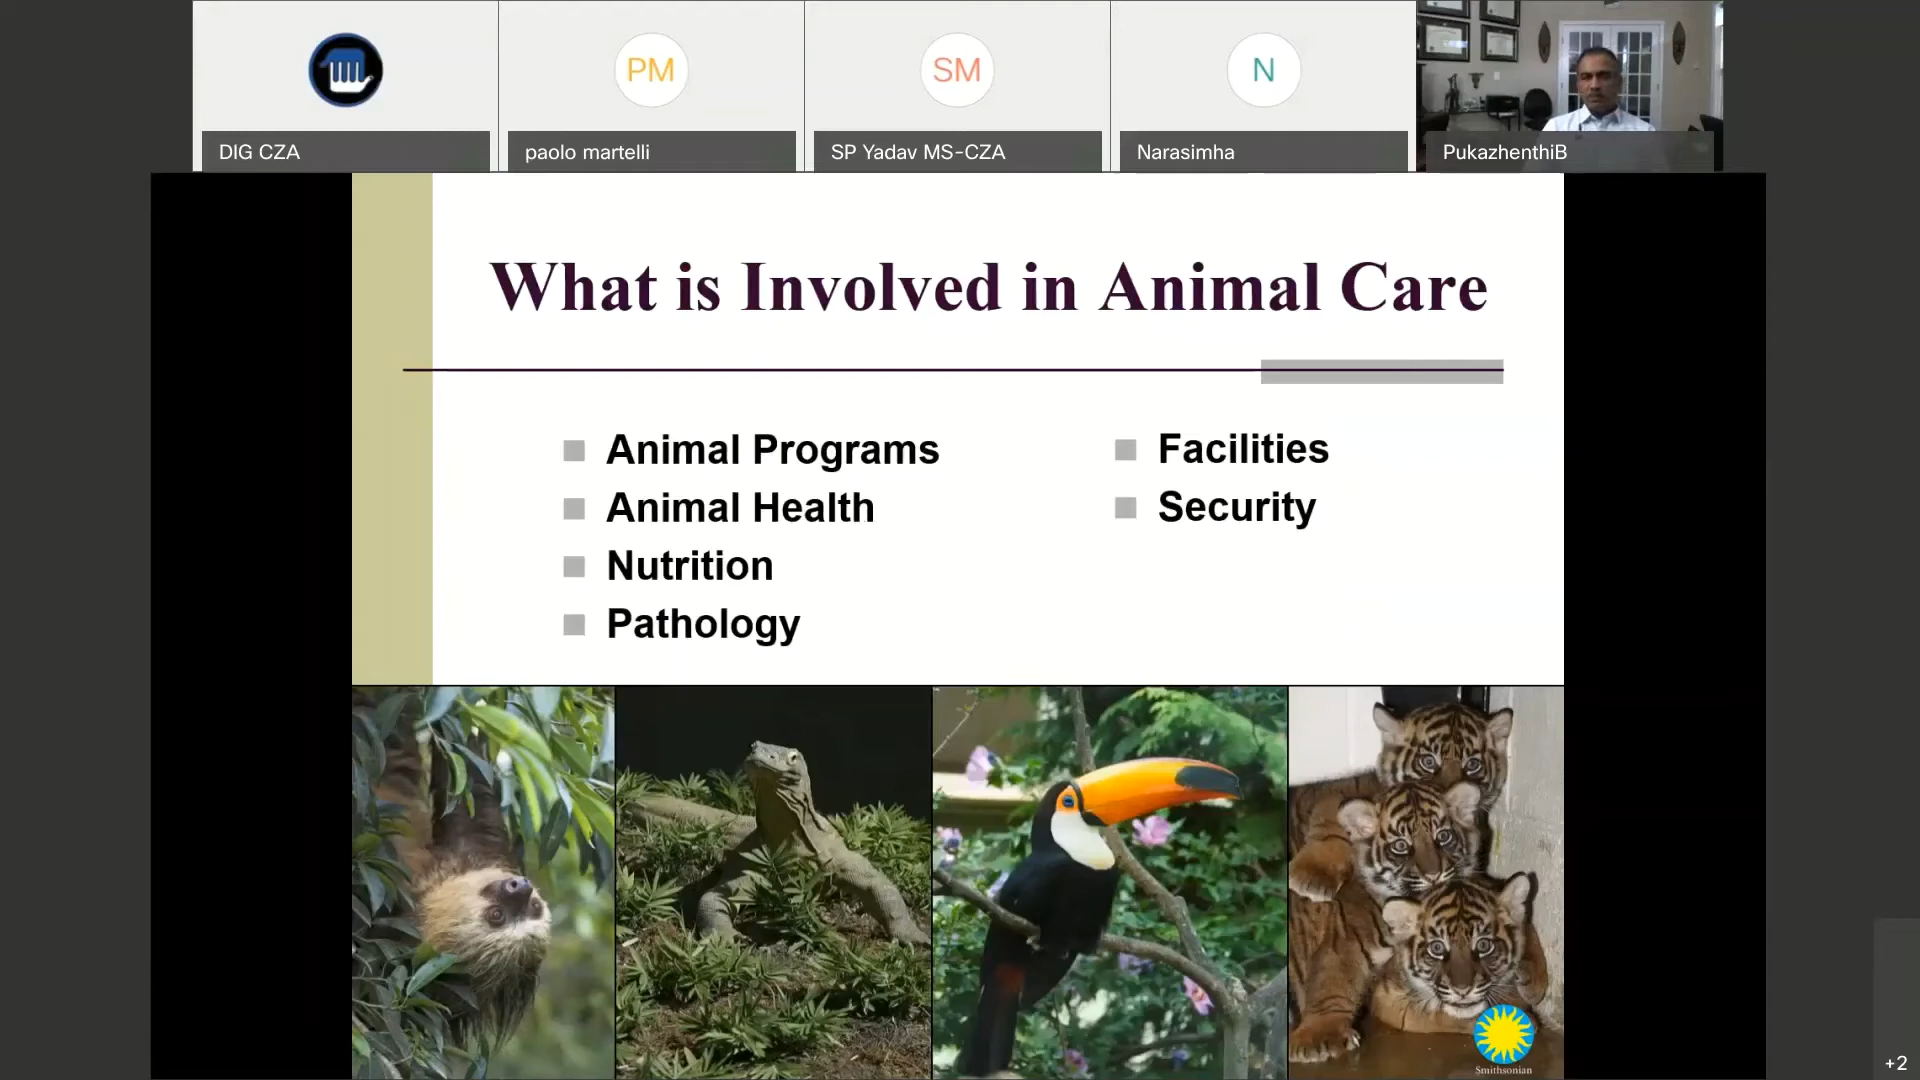 DIG CZA
PM
paolo martelli
SM
SP Yadav MS-CZA
N
Narasimha
PukazhenthiB
What is Involved in Animal Care
Animal Programs
Animal Health
Nutrition
Pathology
Facilities
Security
Smithsonian
+2